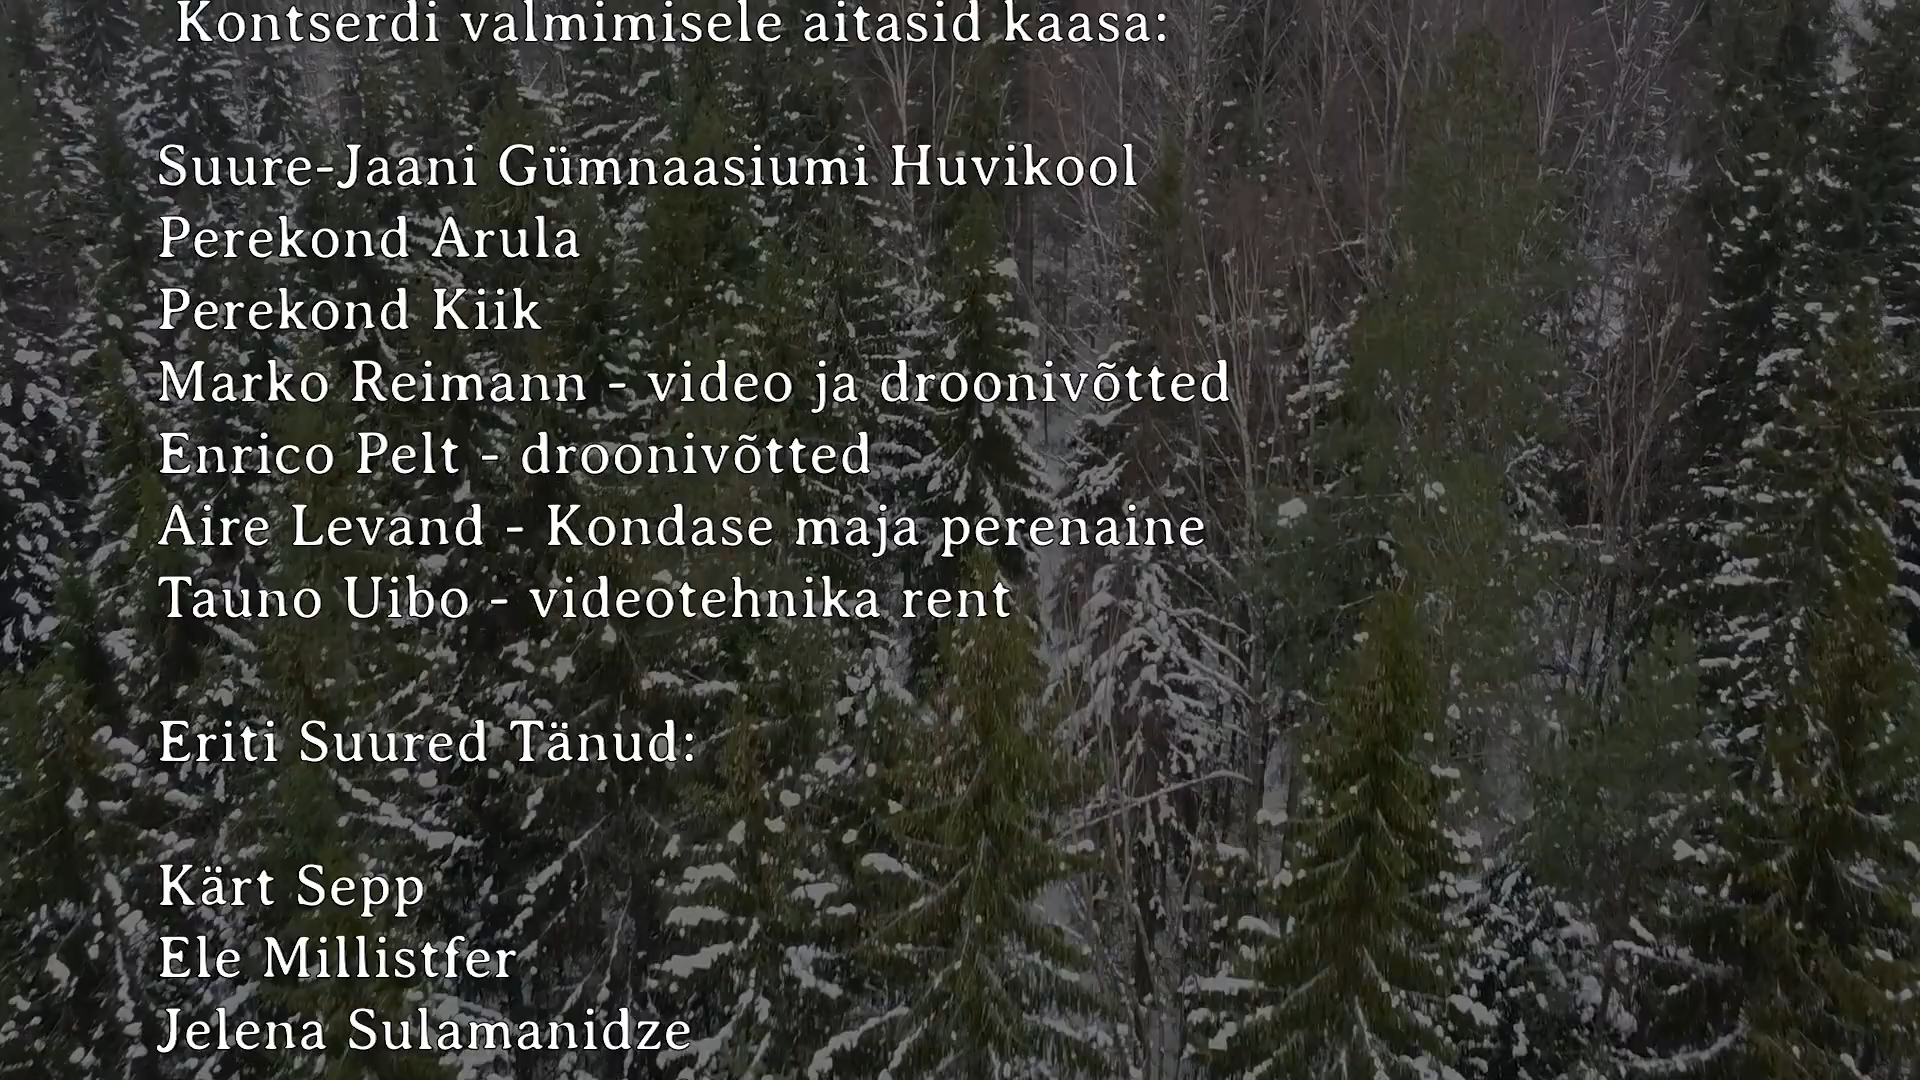 Kontserdi valmimisele aitasid kaasa:
Suure-Jaani Gümnaasiumi Huvikool
Perekond Arula
Perekond Kiik
Marko Reimann - video ja droonivõtted
Enrico Pelt - droonivõtted
Aire Levand - Kondase maja perenaine
Tauno Uibo - videotehnika rent
Eriti Suured Tänud:
Kärt Sepp
Ele Millistfer
Jelena Sulamanidze